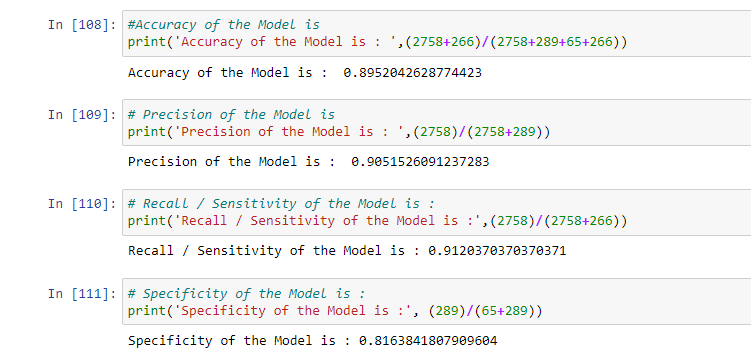 In [108]: #Accuracy of the Model is
print('Accuracy of the Model is : ',(2758+266)/(2758+289+65+266))
Accuracy of the Model is :  0.8952042628774423
In [109]: # Precision of the Model is
print('Precision of the Model is : ',(2758)/(2758+289))
Precision of the Model is :  0.9051526091237283
In [110]: # Recall / Sensitivity of the Model is :
print('Recall / Sensitivity of the Model is :',(2758)/(2758+266))
Recall / Sensitivity of the Model is : 0.9120370370370371
In [111]: # Specificity of the Model is :
print('Specificity of the Model is :', (289)/(65+289))
Specificity of the Model is : 0.8163841807909604